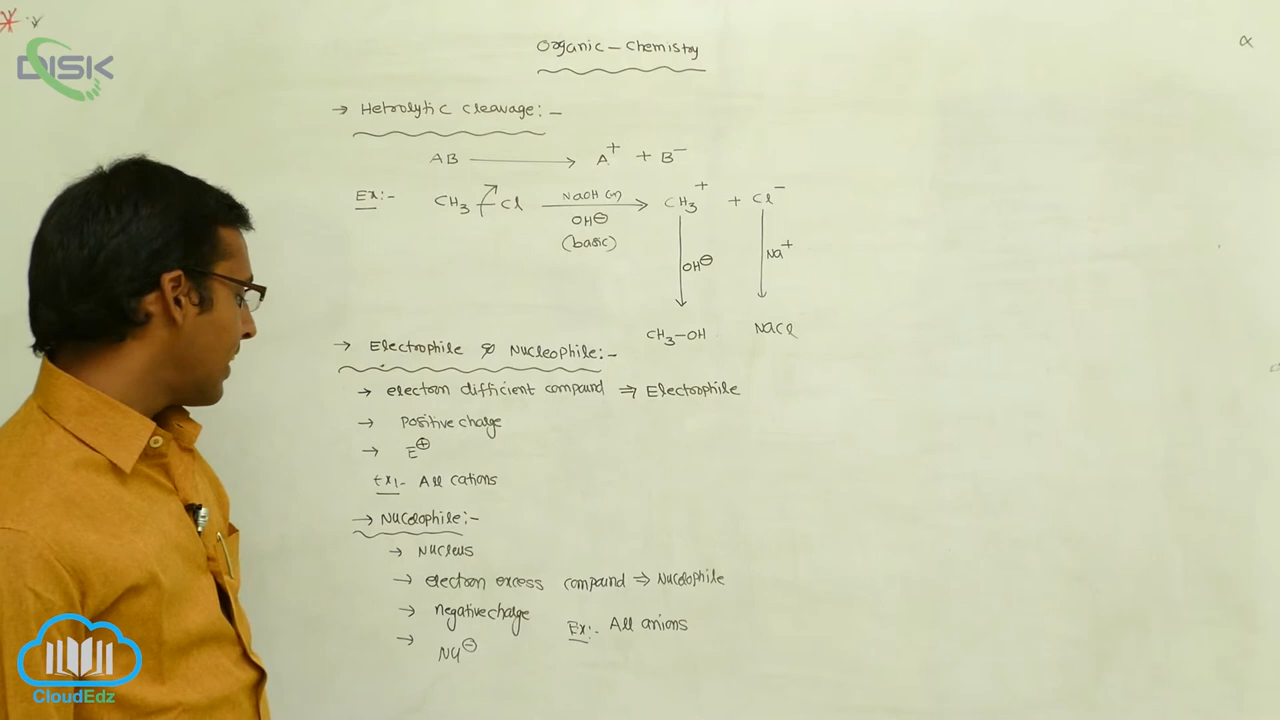 DISK
Organic - Chemistry
α
→ Hetrolytic cleavage:-
AB → A⁺ + B⁻
Ex:- CH₃ Cl NaOH → CH₃⁺ + Cl⁻
OH⊖
(basic)
OH⊖ Na⁺
CH₃-OH NaCl
→ Electrophile & Nucleophile:-
→ electron difficient compound ⇒ Electrophile
→ positive charge
→ E⊕
Ex:- All cations
→ Nucelophile:-
→ Nucleus
→ electron excess compound ⇒ Nucelophile
→ negative charge Ex:- All anions
→ Nu⊖
CloudEdz